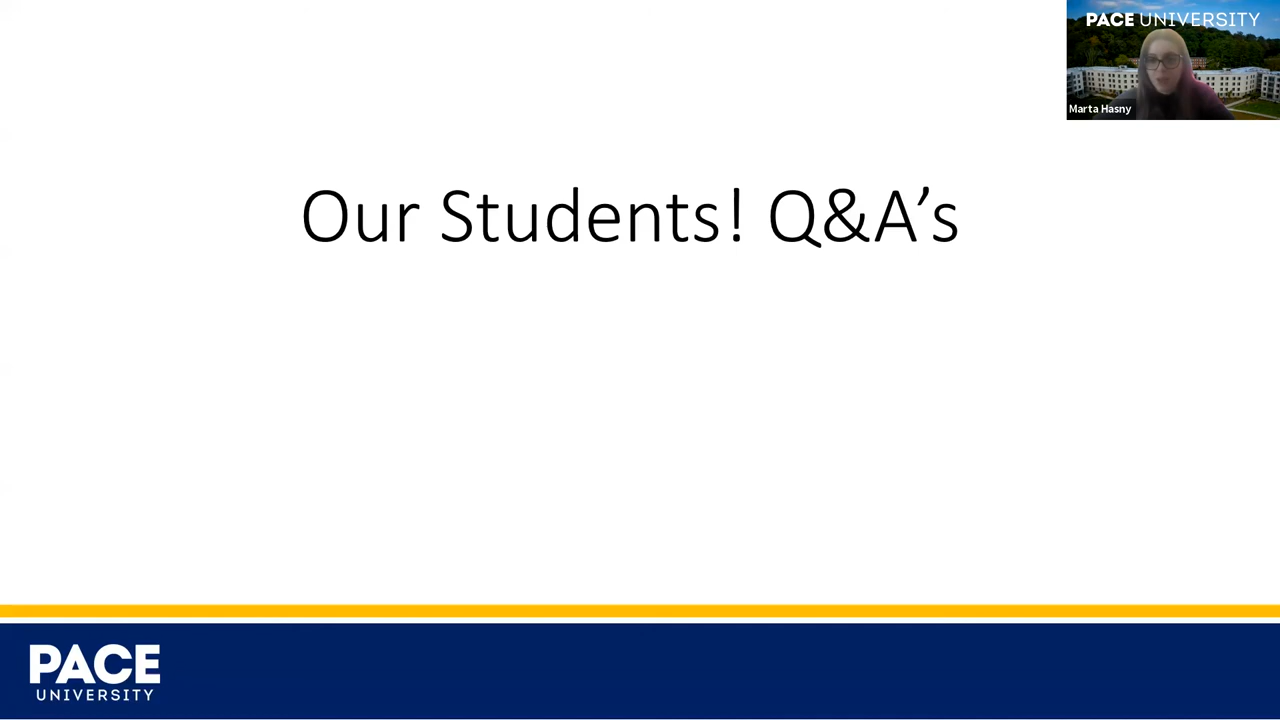 PACE UNIVERSITY
Marta Hasny
Our Students! Q&A’s
PACE
UNIVERSITY